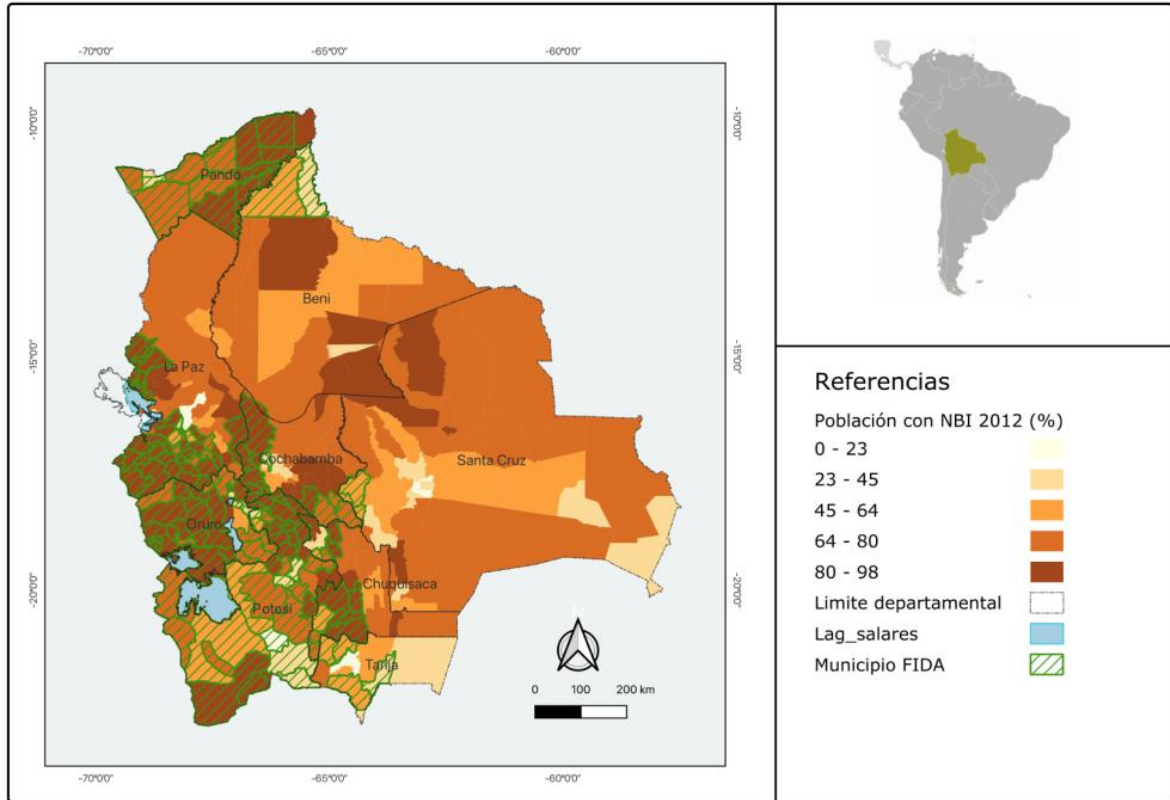 -70°0'0"
-65°0'0"
-60°0'0"
-10°0'0"
-10°0'0"
Pando
Beni
-15°0'0"
-15°0'0"
La Paz
Cochabamba
Santa Cruz
Oruro
-20°0'0"
-20°0'0"
Chuquisaca
Potosí
Tarija
N
0 100 200 km
-70°0'0"
-65°0'0"
-60°0'0"
Referencias
Población con NBI 2012 (%)
0 - 23
23 - 45
45 - 64
64 - 80
80 - 98
Limite departamental
Lag_salares
Municipio FIDA